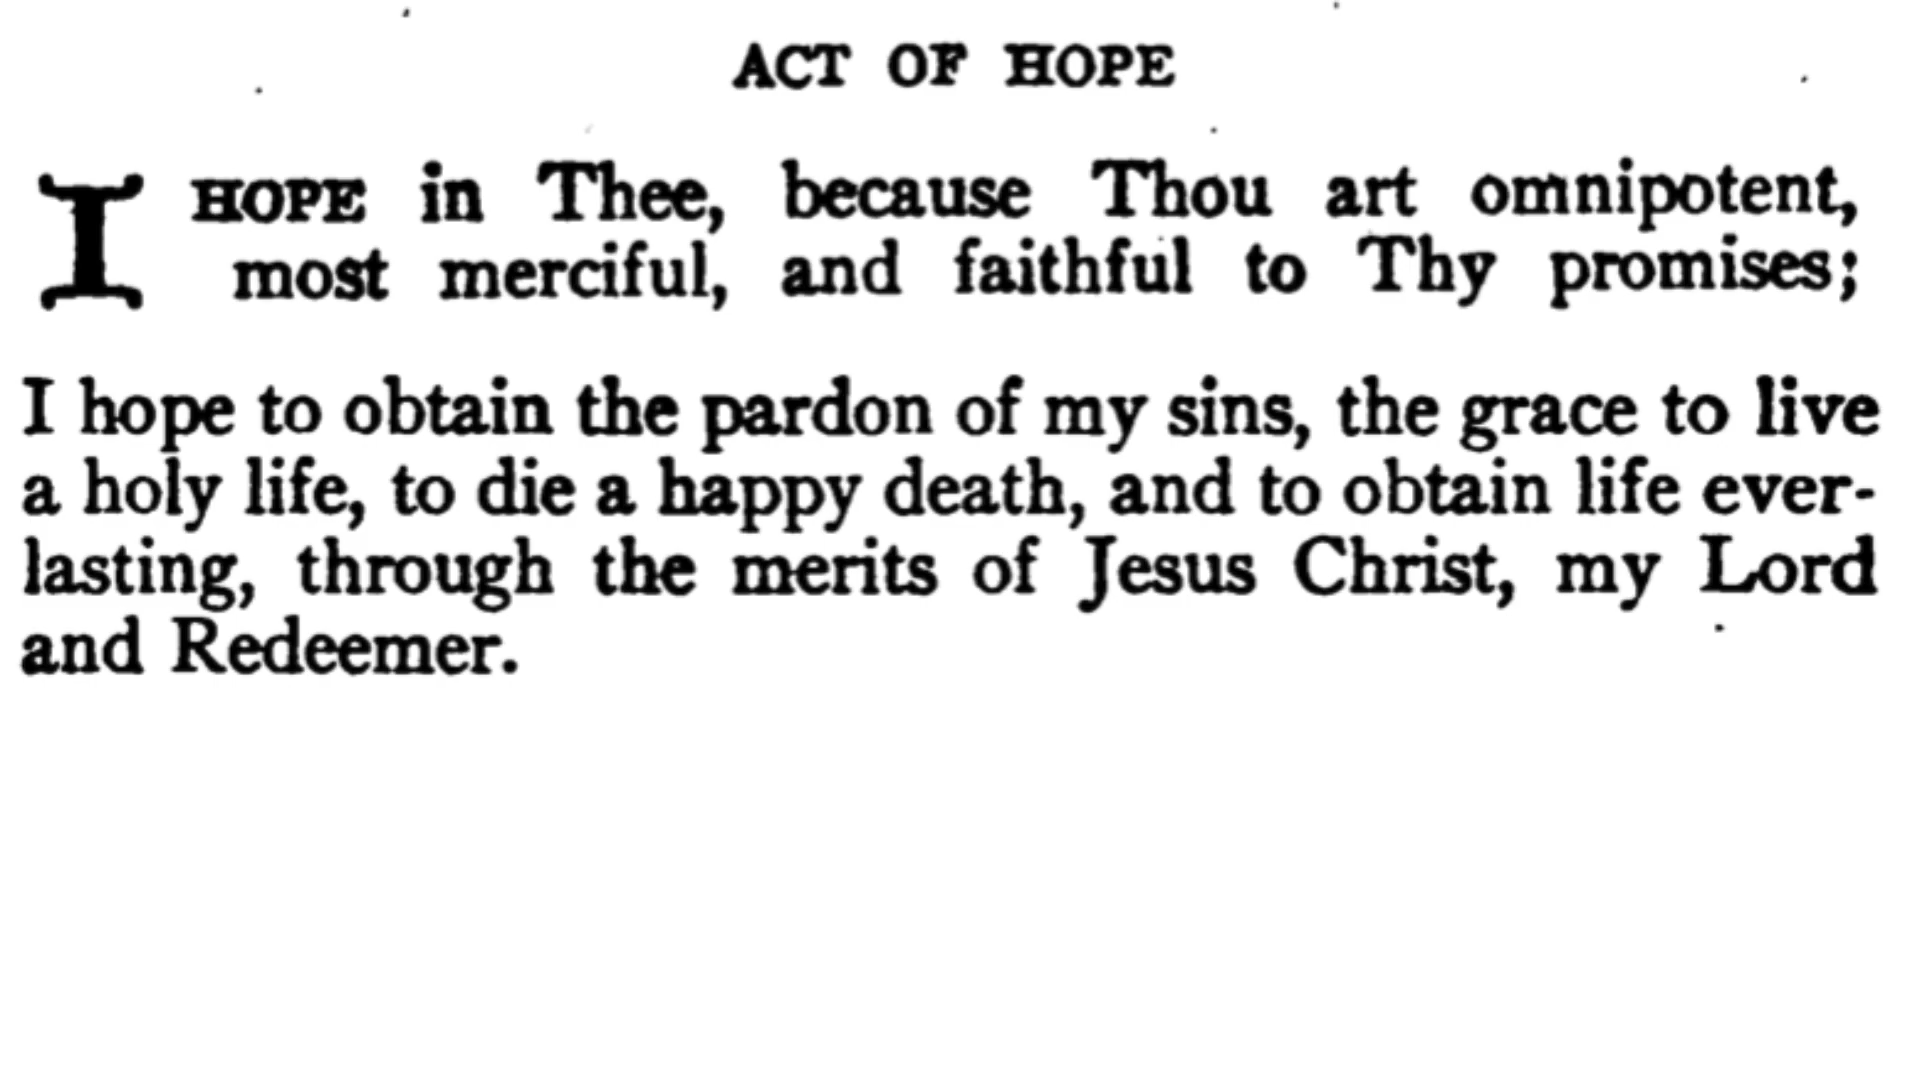 ACT OF HOPE
I HOPE in Thee, because Thou art omnipotent,
most merciful, and faithful to Thy promises;
I hope to obtain the pardon of my sins, the grace to live
a holy life, to die a happy death, and to obtain life ever-
lasting, through the merits of Jesus Christ, my Lord
and Redeemer.